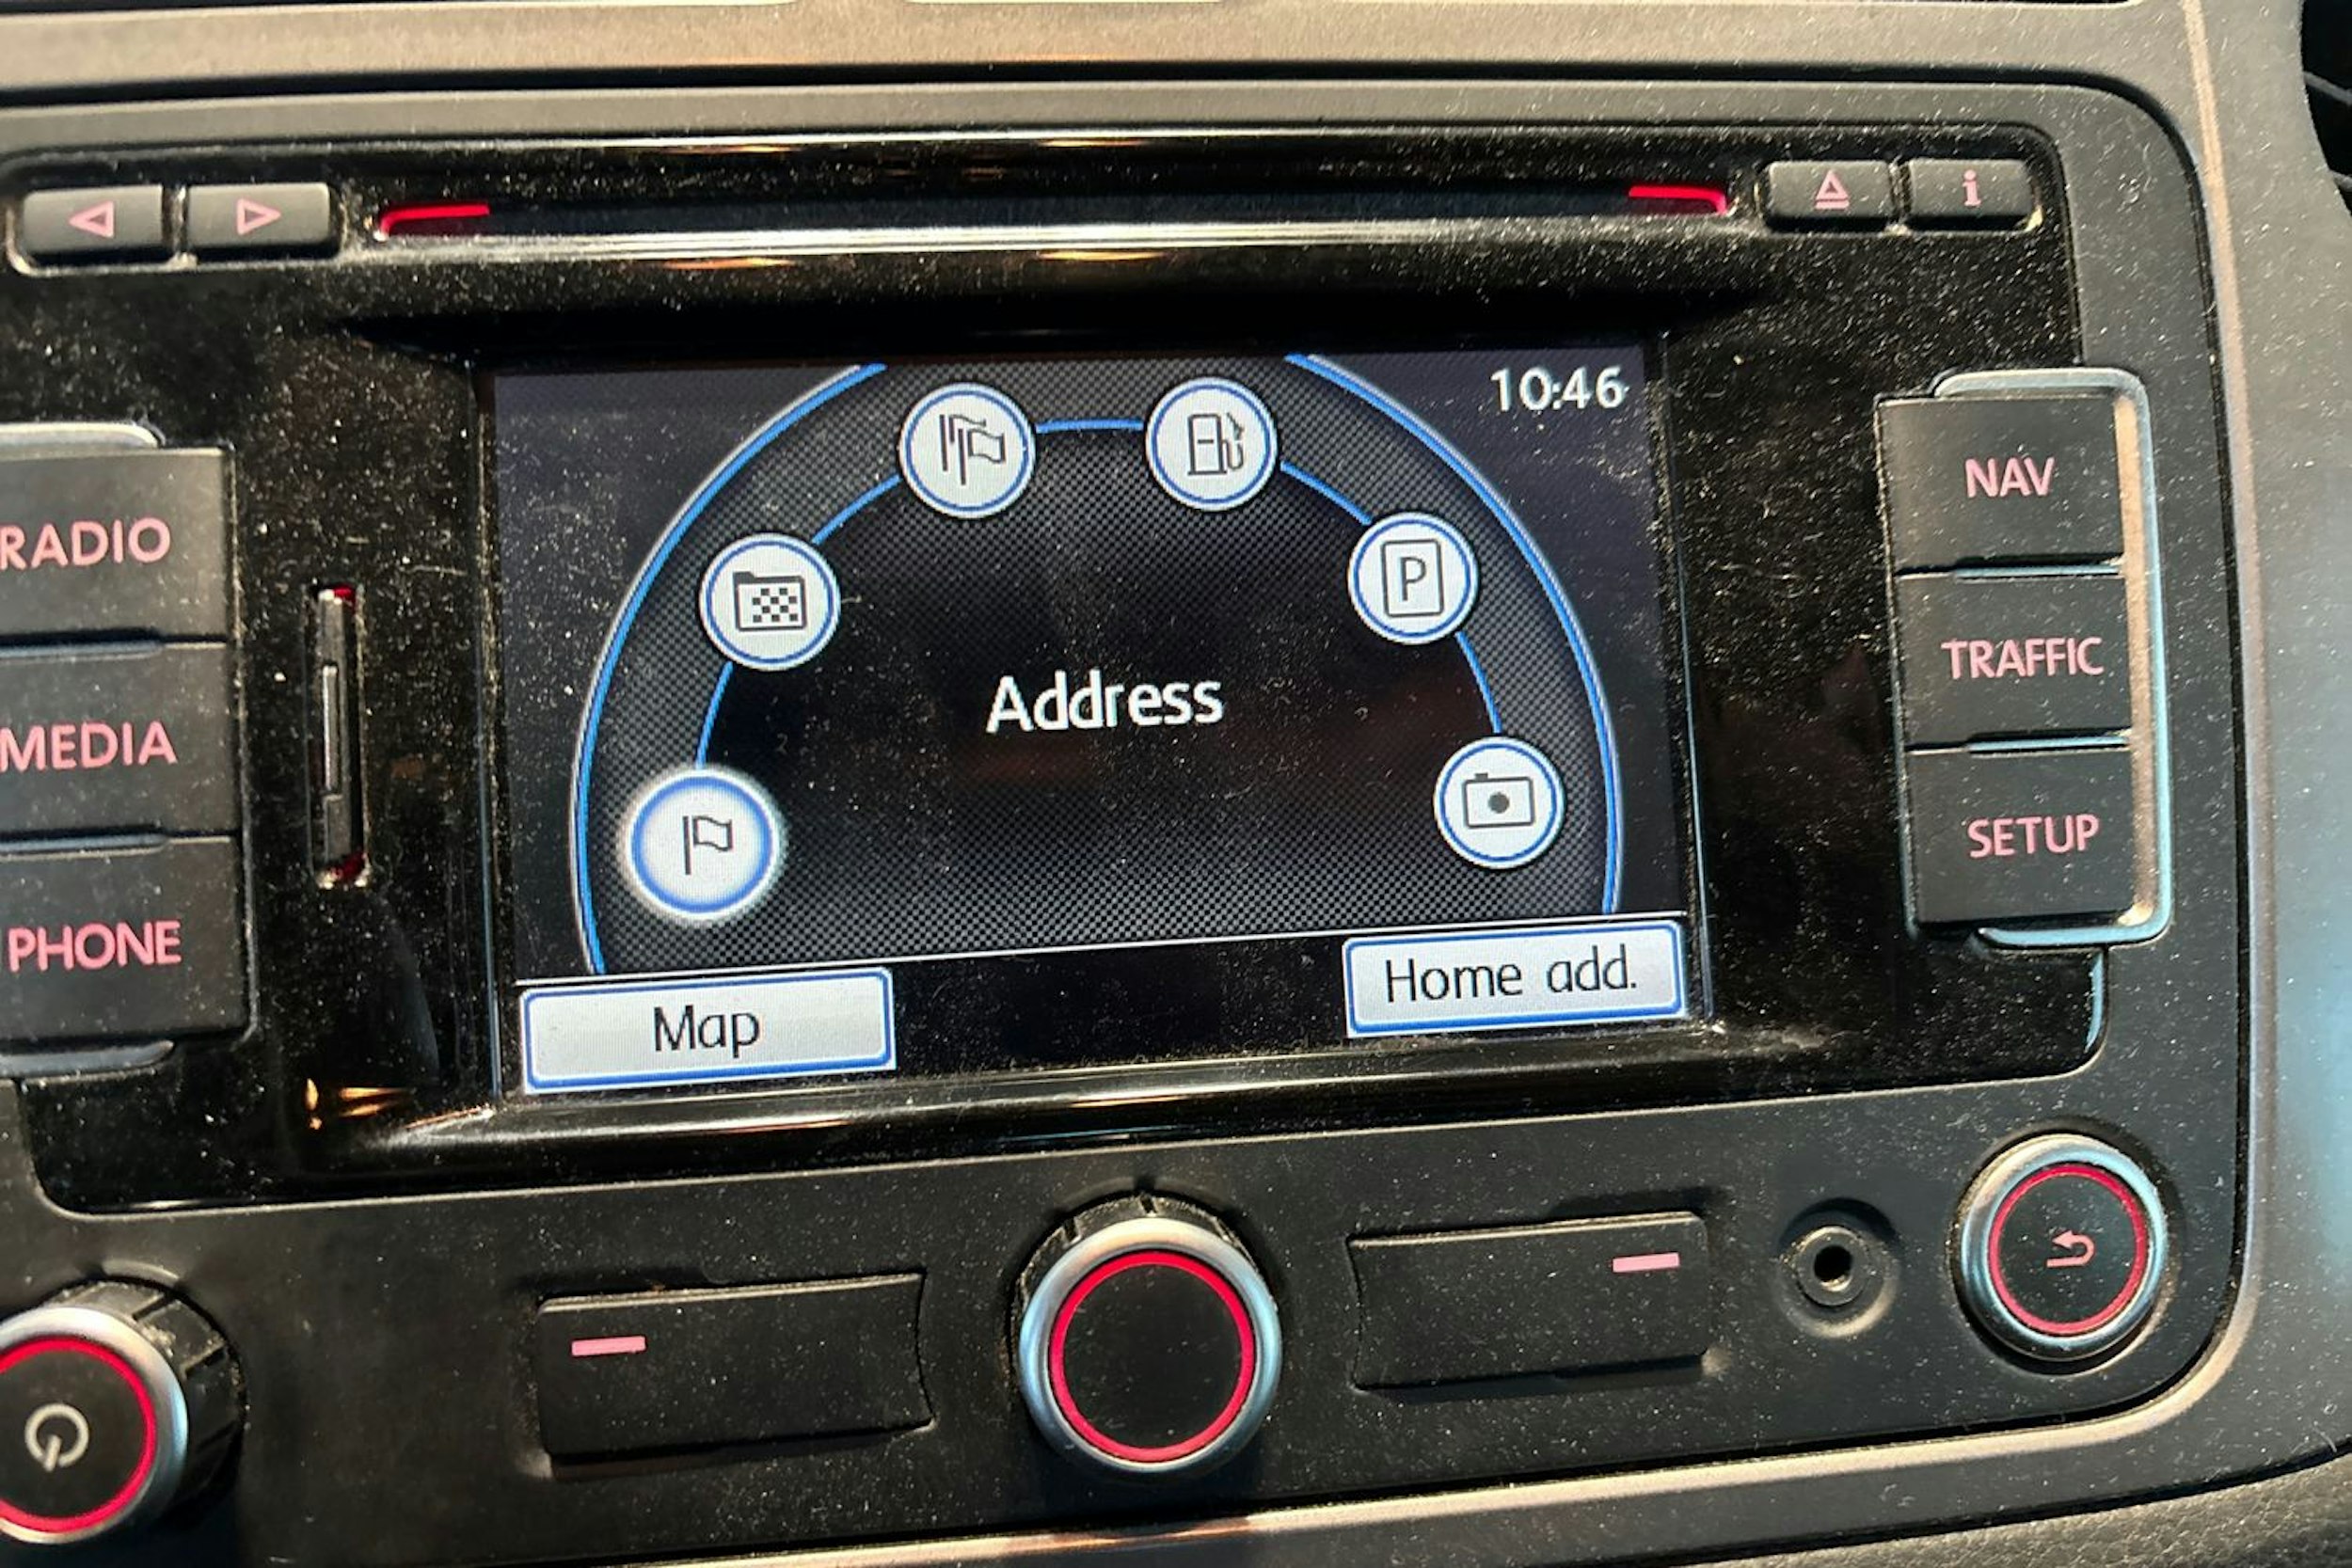 i
10:46
RADIO
MEDIA
PHONE
P
Address
Map
Home add.
NAV
TRAFFIC
SETUP